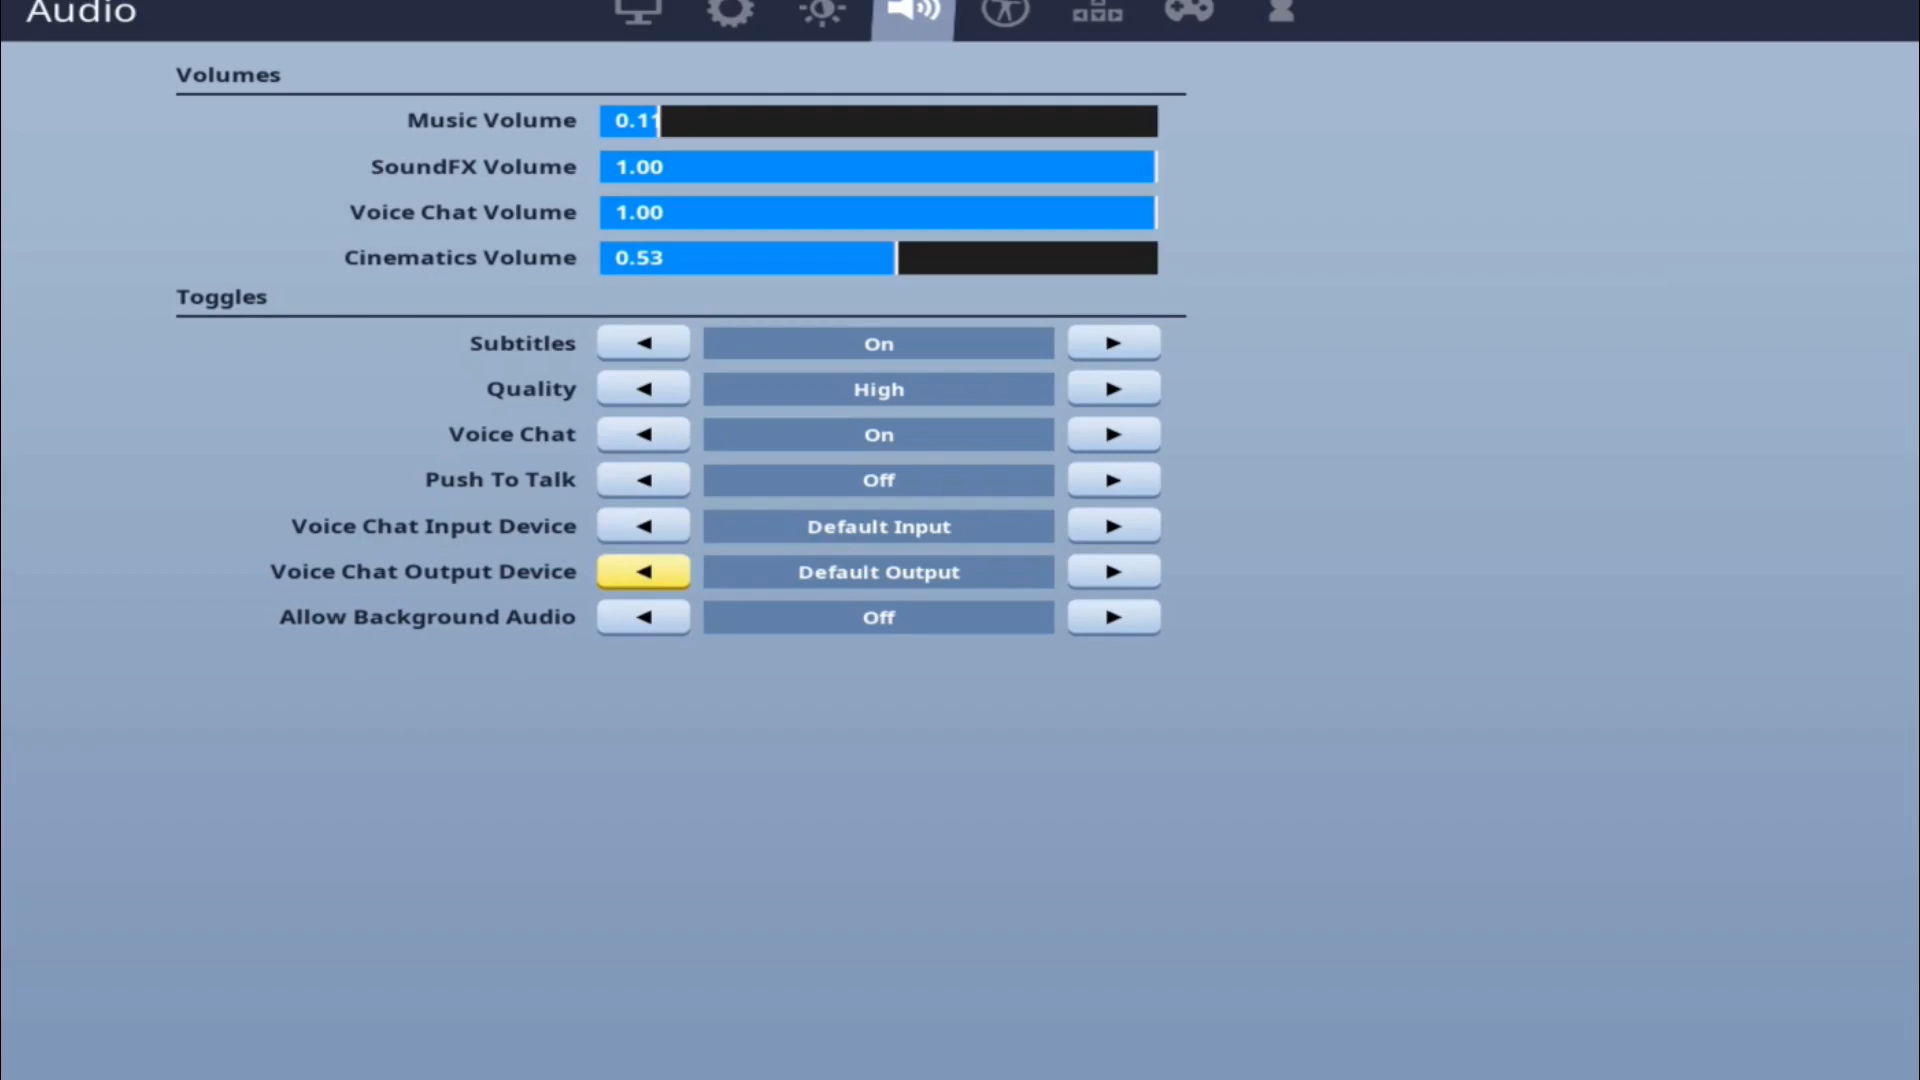 Audio
Volumes
Music Volume 0.11
SoundFX Volume 1.00
Voice Chat Volume 1.00
Cinematics Volume 0.53
Toggles
Subtitles On
Quality High
Voice Chat On
Push To Talk Off
Voice Chat Input Device Default Input
Voice Chat Output Device Default Output
Allow Background Audio Off